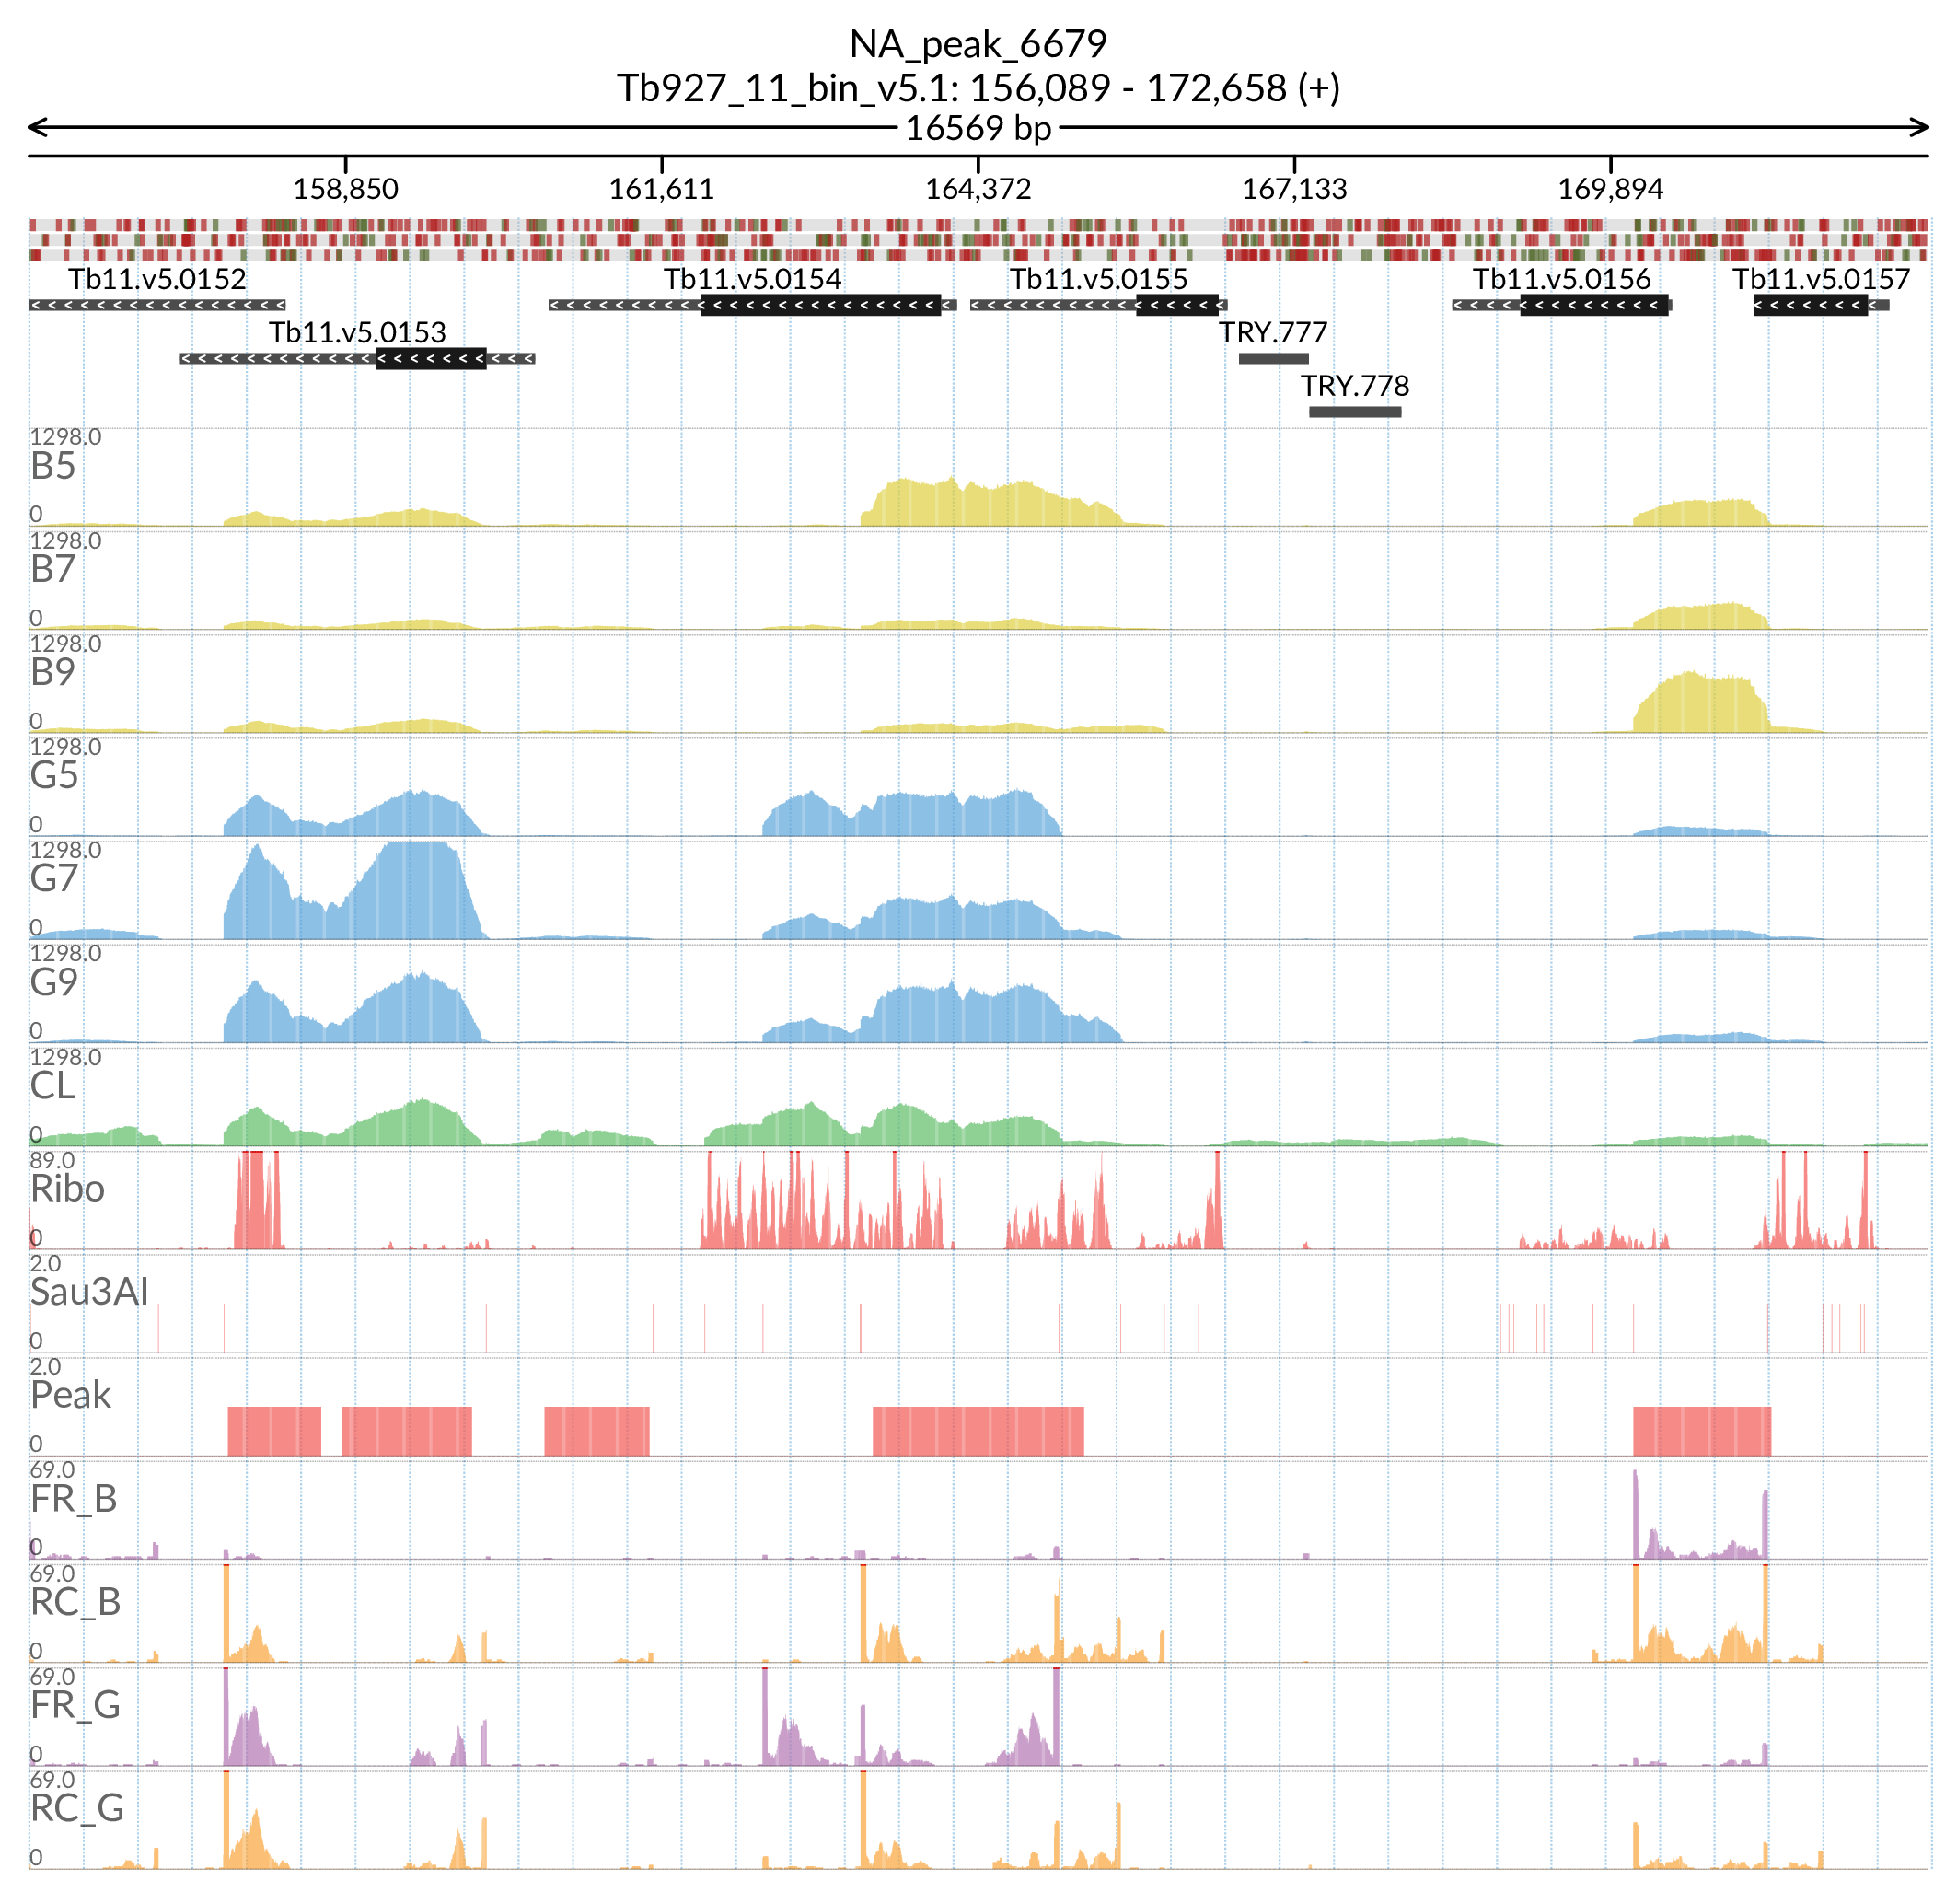 NA_peak_6679
Tb927_11_bin_v5.1: 156,089 - 172,658 (+)
16569 bp
158,850 161,611 164,372 167,133 169,894
Tb11.v5.0152 Tb11.v5.0154 Tb11.v5.0155 Tb11.v5.0156 Tb11.v5.0157
Tb11.v5.0153 TRY.777
TRY.778
1298.0
B5
0
1298.0
B7
0
1298.0
B9
0
1298.0
G5
0
1298.0
G7
0
1298.0
G9
0
1298.0
CL
0
89.0
Ribo
0
2.0
Sau3AI
0
2.0
Peak
0
69.0
FR_B
0
69.0
RC_B
0
69.0
FR_G
0
69.0
RC_G
0